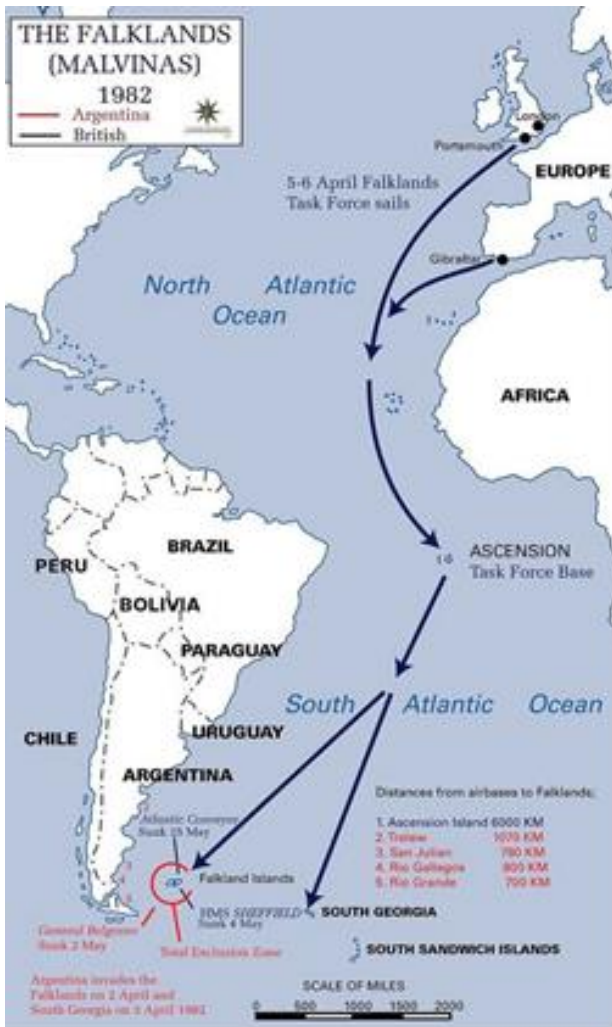 THE FALKLANDS
(MALVINAS)
1982
Argentina
British
London
Portsmouth
EUROPE
5-6 April Falklands
Task Force sails
Gibraltar
North Atlantic
Ocean
AFRICA
ASCENSION
Task Force Base
BRAZIL
PERU
BOLIVIA
PARAGUAY
South Atlantic Ocean
CHILE
URUGUAY
ARGENTINA
Distances from airbases to Falklands;
1. Ascension Island 6000 KM
2. Trelew 1070 KM
3. San Julian 780 KM
4. Rio Gallegos 800 KM
5. Rio Grande 700 KM
Atlantic Conveyor
Sunk 25 May
Falkland Islands
HMS SHEFFIELD
Sunk 4 May
SOUTH GEORGIA
General Belgrano
Sunk 2 May
Total Exclusion Zone
SOUTH SANDWICH ISLANDS
Argentina invades the
Falklands on 2 April and
South Georgia on 3 April 1982
SCALE OF MILES
0 500 1000 1500 2000